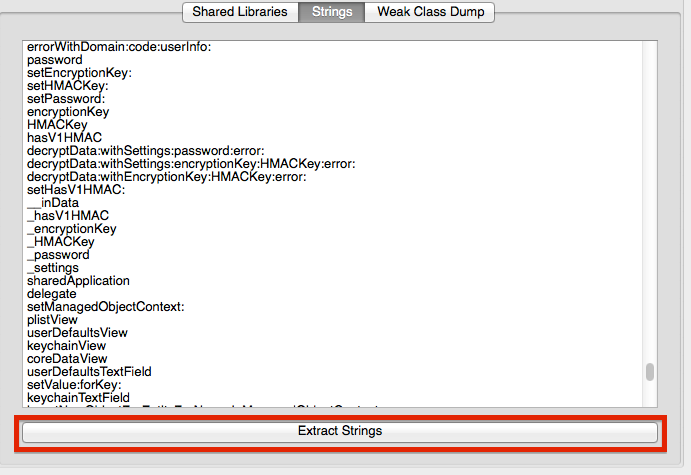 Shared Libraries
Strings
Weak Class Dump
errorWithDomain:code:userInfo:
password
setEncryptionKey:
setHMACKey:
setPassword:
encryptionKey
HMACKey
hasV1HMAC
decryptData:withSettings:password:error:
decryptData:withSettings:encryptionKey:HMACKey:error:
decryptData:withEncryptionKey:HMACKey:error:
setHasV1HMAC:
__inData
_hasV1HMAC
_encryptionKey
_HMACKey
_password
_settings
sharedApplication
delegate
setManagedObjectContext:
plistView
userDefaultsView
keychainView
coreDataView
userDefaultsTextField
setValue:forKey:
keychainTextField
Extract Strings